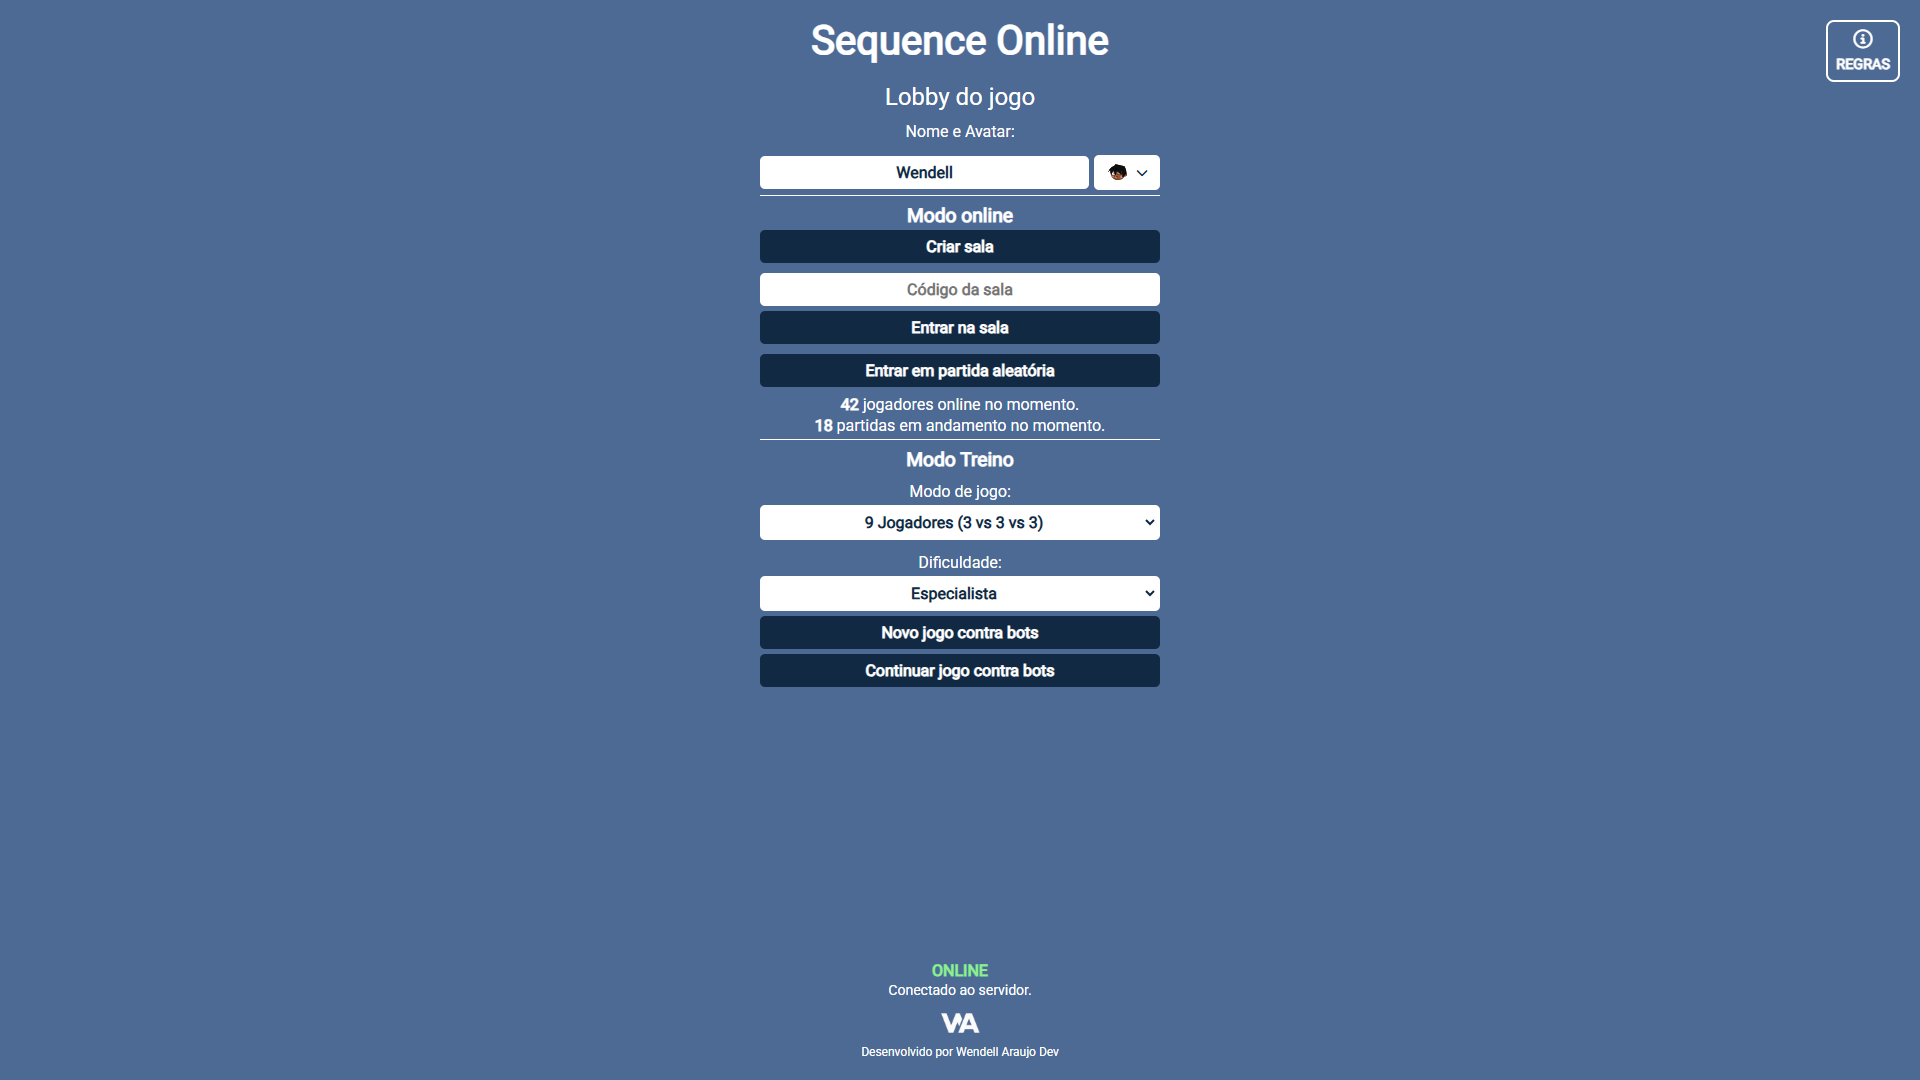 Sequence Online
REGRAS
Lobby do jogo
Nome e Avatar:
Wendell
Modo online
Criar sala
Código da sala
Entrar na sala
Entrar em partida aleatória
42 jogadores online no momento.
18 partidas em andamento no momento.
Modo Treino
Modo de jogo:
9 Jogadores (3 vs 3 vs 3)
Dificuldade:
Especialista
Novo jogo contra bots
Continuar jogo contra bots
ONLINE
Conectado ao servidor.
WA
Desenvolvido por Wendell Araujo Dev